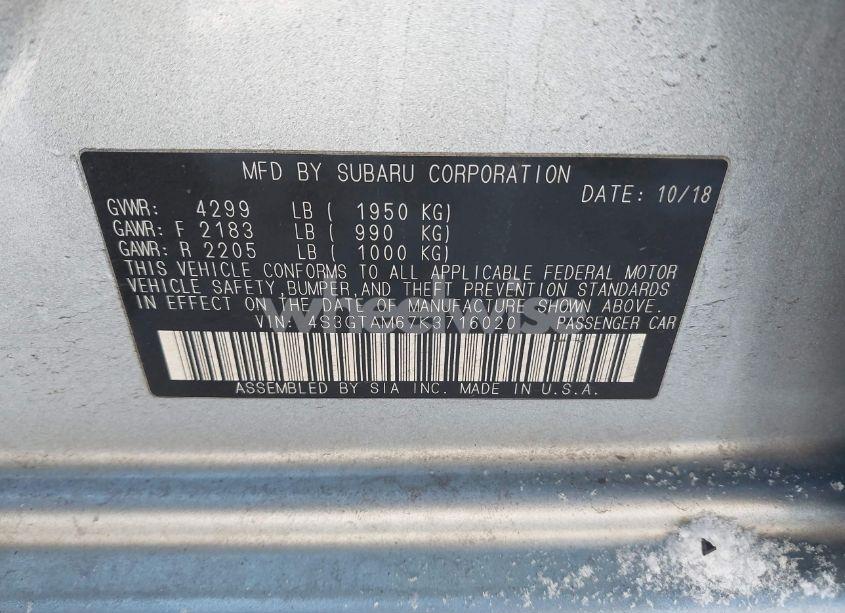 MFD BY SUBARU CORPORATION
DATE: 10/18
GVWR: 4299 LB ( 1950 KG)
GAWR: F 2183 LB ( 990 KG)
GAWR: R 2205 LB ( 1000 KG)
THIS VEHICLE CONFORMS TO ALL APPLICABLE FEDERAL MOTOR
VEHICLE SAFETY, BUMPER, AND THEFT PREVENTION STANDARDS
IN EFFECT ON THE DATE OF MANUFACTURE SHOWN ABOVE.
VIN: PASSENGER CAR
ASSEMBLED BY SIA INC. MADE IN U.S.A.